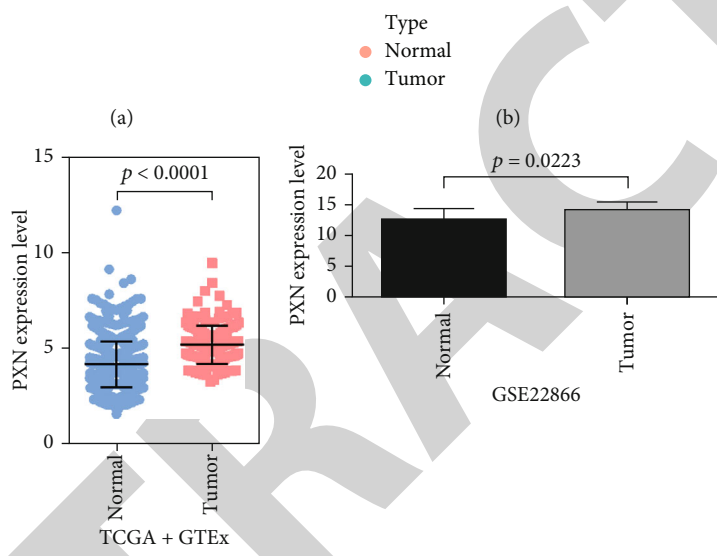 Type
Normal
Tumor
(a)
(b)
15
10
5
0
PXN expression level
p < 0.0001
Normal
Tumor
TCGA + GTEx
20
15
10
5
0
PXN expression level
p = 0.0223
Normal
Tumor
GSE22866
TRACT